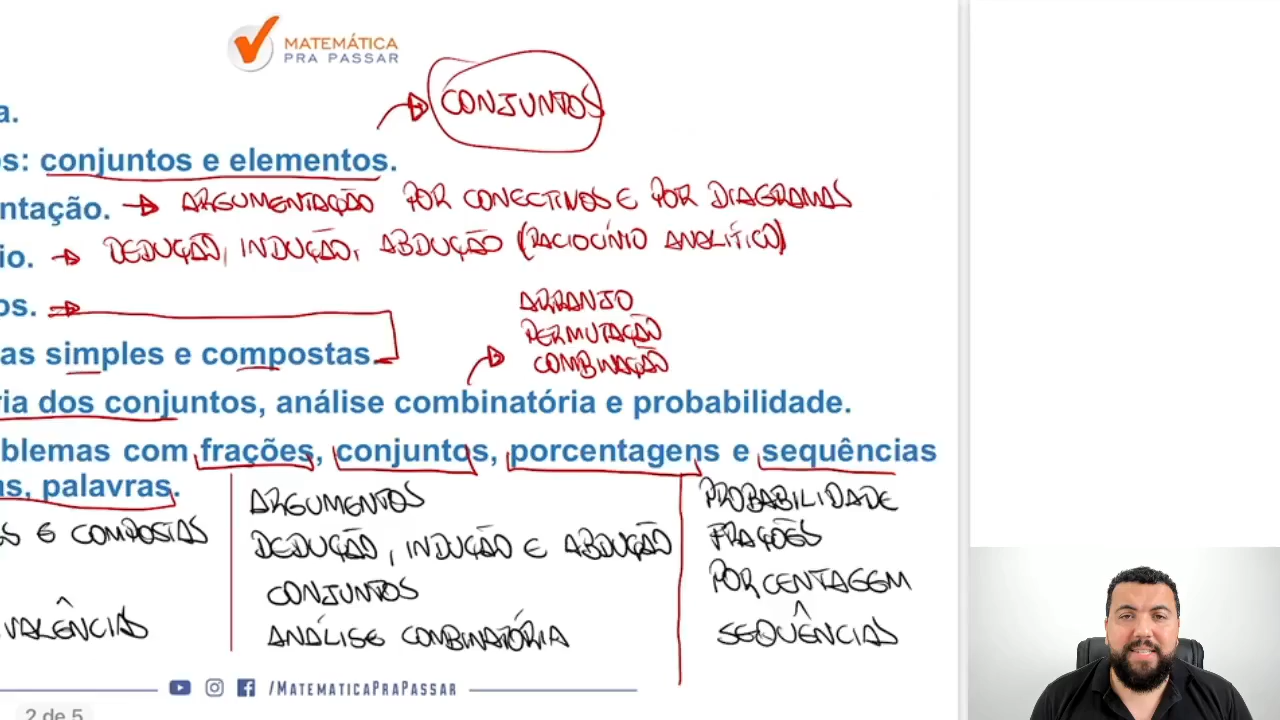 MATEMÁTICA
PRA PASSAR
CONJUNTOS
a.
os: conjuntos e elementos.
ntação. ARGUMENTAÇÃO POR CONECTIVOS E POR DIAGRAMAS
io. DEDUÇÃO, INDUÇÃO, ABDUÇÃO (RACIOCÍNIO ANALÍTICO)
os.
ARRANJO
PERMUTAÇÃO
COMBINAÇÃO
as simples e compostas.
ria dos conjuntos, análise combinatória e probabilidade.
oblemas com frações, conjuntos, porcentagens e sequências
as, palavras.
ES E COMPOSTAS
VALÊNCIAS
ARGUMENTOS
DEDUÇÃO, INDUÇÃO E ABDUÇÃO
CONJUNTOS
ANÁLISE COMBINATÓRIA
PROBABILIDADE
FRAÇÕES
PORCENTAGEM
SEQUÊNCIAS
/MATEMATICAPRAPASSAR
2 de 5